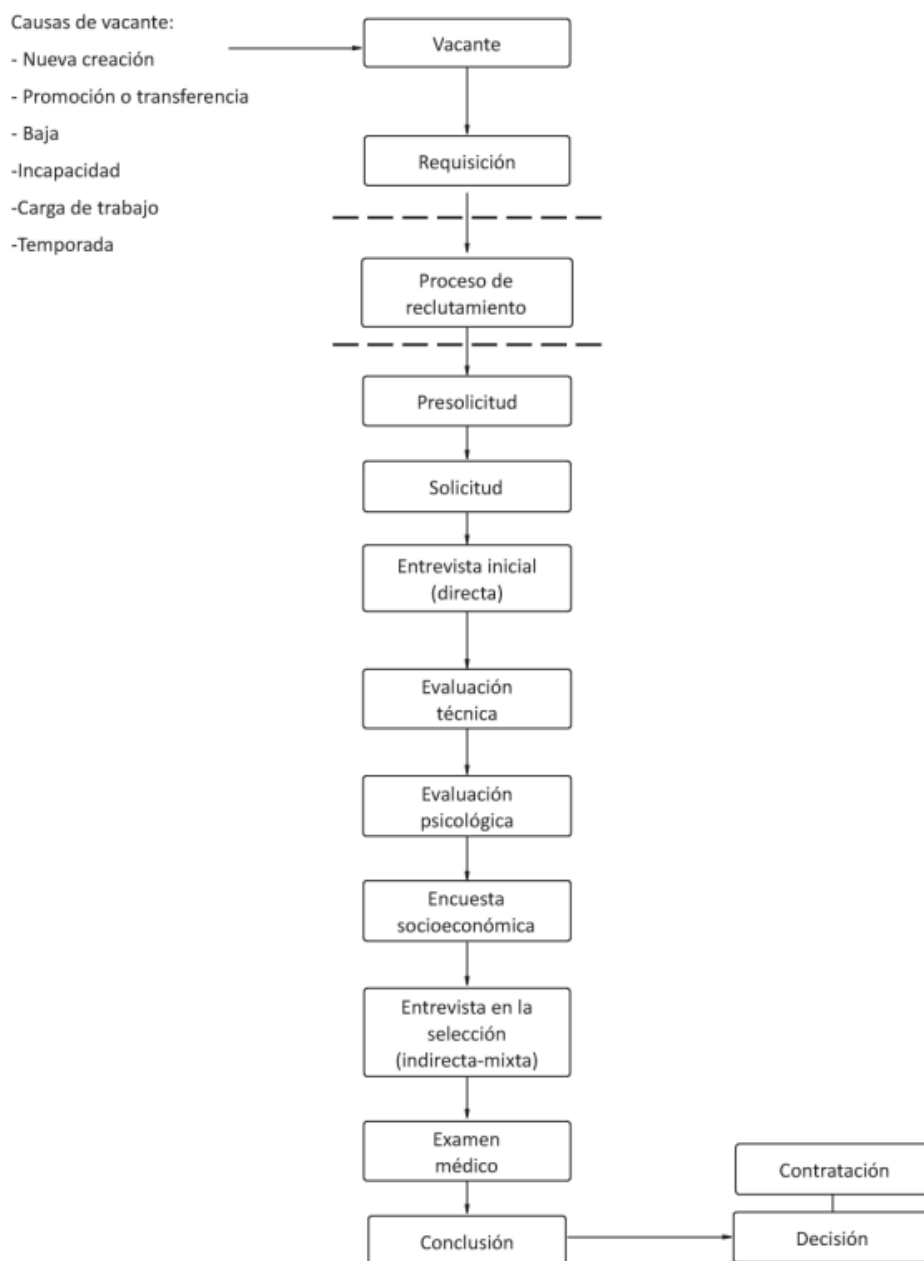 Causas de vacante:
- Nueva creación
- Promoción o transferencia
- Baja
-Incapacidad
-Carga de trabajo
-Temporada
Vacante
Requisición
Proceso de
reclutamiento
Presolicitud
Solicitud
Entrevista inicial
(directa)
Evaluación
técnica
Evaluación
psicológica
Encuesta
socioeconómica
Entrevista en la
selección
(indirecta-mixta)
Examen
médico
Conclusión
Contratación
Decisión